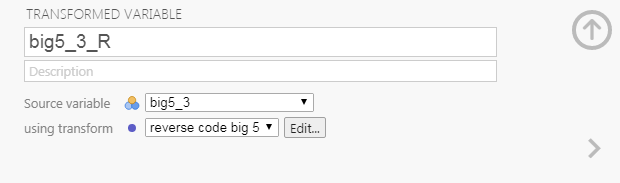 TRANSFORMED VARIABLE
big5_3_R
Description
Source variable big5_3
using transform reverse code big 5 Edit...